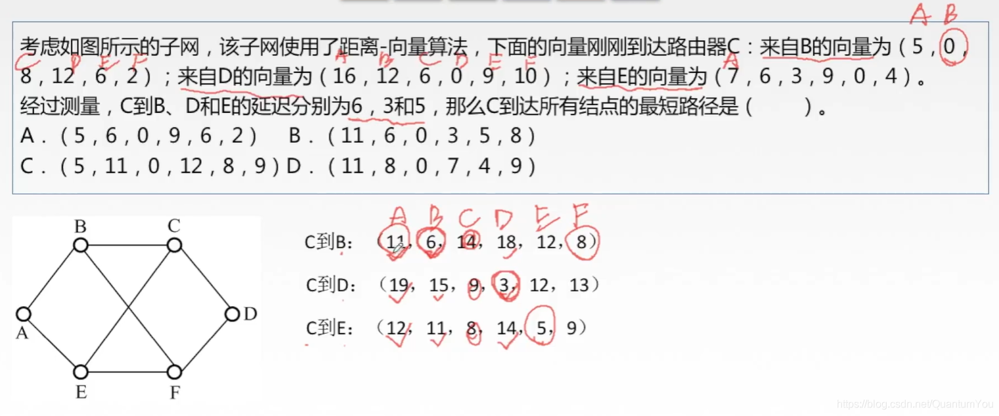 A B
考虑如图所示的子网，该子网使用了距离-向量算法，下面的向量刚刚到达路由器C：来自B的向量为（5，0，
C D E F A B C D E F A
8，12，6，2）；来自D的向量为（16，12，6，0，9，10）；来自E的向量为（7，6，3，9，0，4）。
经过测量，C到B、D和E的延迟分别为6，3和5，那么C到达所有结点的最短路径是（ ）。
A．（5，6，0，9，6，2） B．（11，6，0，3，5，8）
C．（5，11，0，12，8，9）D．（11，8，0，7，4，9）
A B C D E F
C到B：（11，6，14，18，12，8）
C到D：（19，15，9，3，12，13）
C到E：（12，11，8，14，5，9）
B C
A D
E F
https://blog.csdn.net/QuantumYou